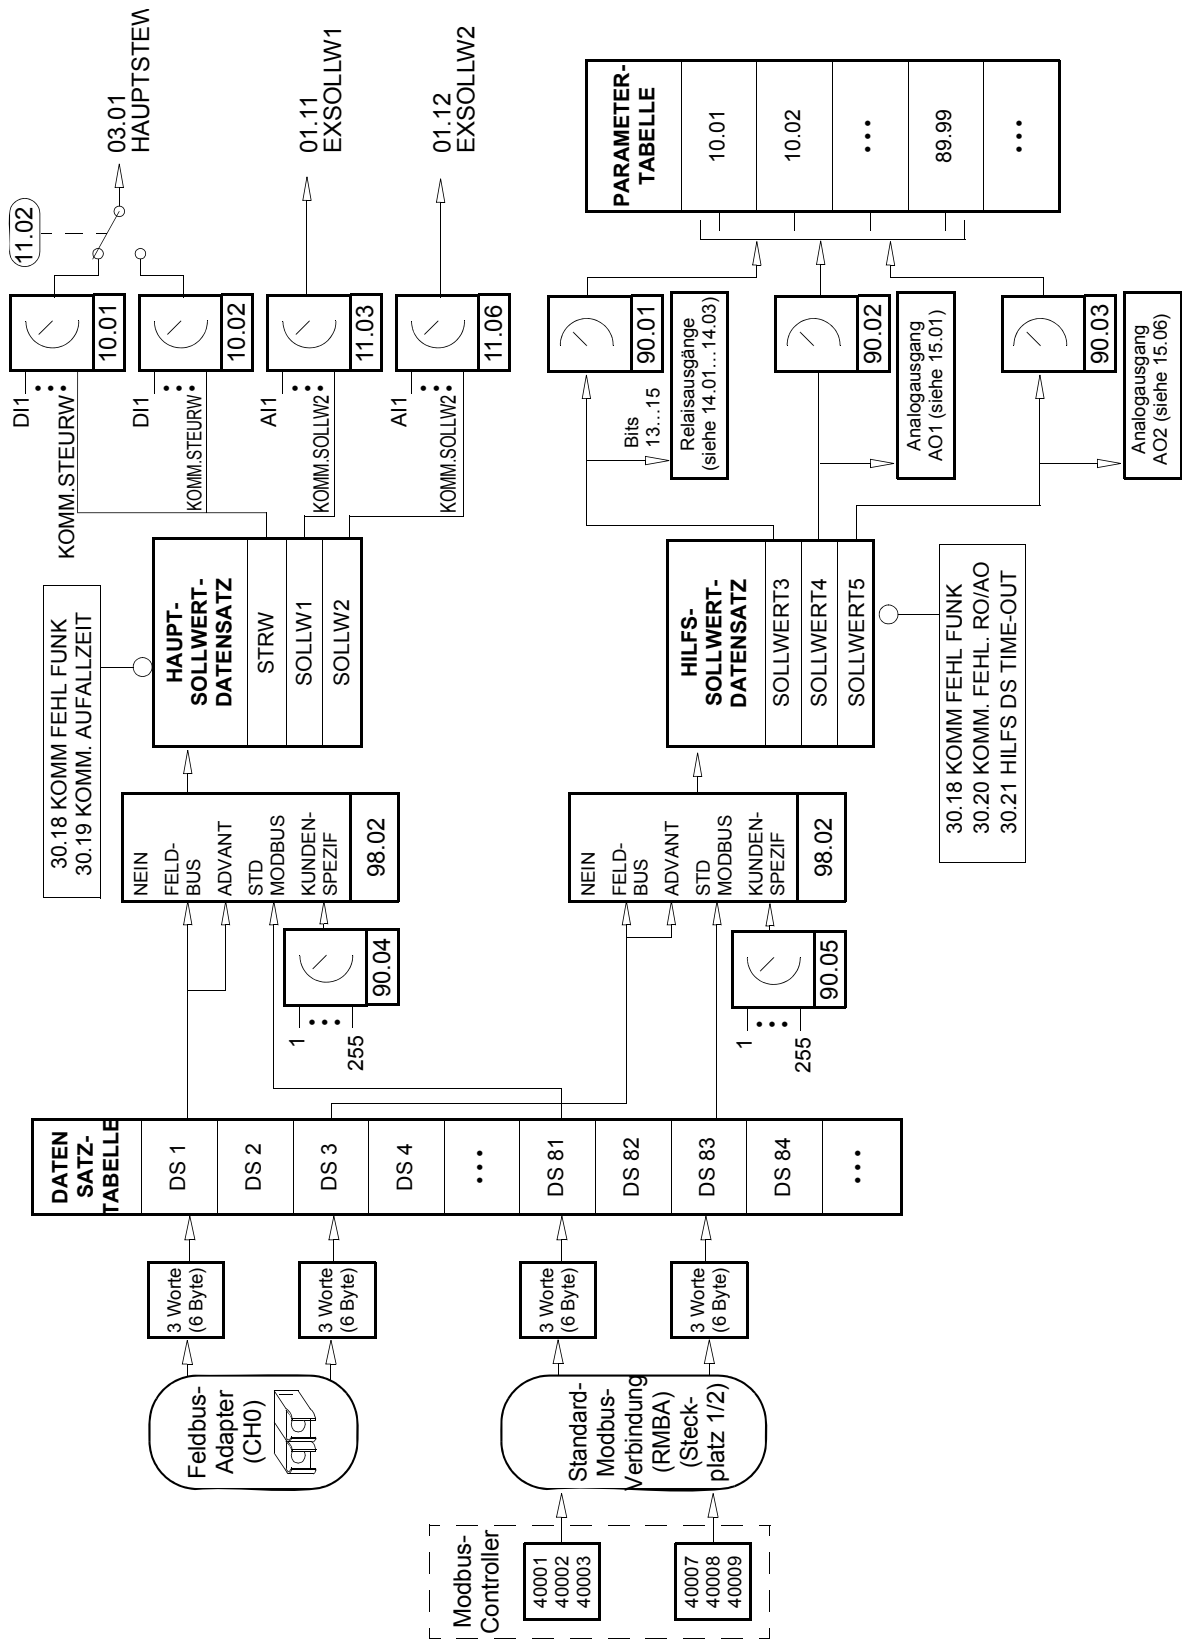 Modbus-
Controller
40001
40002
40003
40007
40008
40009
Feldbus-
Adapter
(CH0)
Standard-
Modbus-
Verbindung
(RMBA)
(Steck-
platz 1/2)
3 Worte
(6 Byte)
3 Worte
(6 Byte)
3 Worte
(6 Byte)
3 Worte
(6 Byte)
DATEN
SATZ-
TABELLE
DS 1
DS 2
DS 3
DS 4
•••
DS 81
DS 82
DS 83
DS 84
•••
1
•••
255
90.04
1
•••
255
90.05
NEIN
FELD-
BUS
ADVANT
STD
MODBUS
KUNDEN-
SPEZIF
98.02
NEIN
FELD-
BUS
ADVANT
STD
MODBUS
KUNDEN-
SPEZIF
98.02
30.18 KOMM FEHL FUNK
30.19 KOMM. AUFALLZEIT
HAUPT-
SOLLWERT-
DATENSATZ
STRW
SOLLW1
SOLLW2
HILFS-
SOLLWERT-
DATENSATZ
SOLLWERT3
SOLLWERT4
SOLLWERT5
30.18 KOMM FEHL FUNK
30.20 KOMM. FEHL. RO/AO
30.21 HILFS DS TIME-OUT
DI1
•••
KOMM.STEURW
10.01
DI1
•••
KOMM.STEURW
10.02
AI1
•••
KOMM.SOLLW2
11.03
AI1
•••
KOMM.SOLLW2
11.06
11.02
03.01
HAUPTSTEW
01.11
EXSOLLW1
01.12
EXSOLLW2
Bits
13...15
Relaisausgänge
(siehe 14.01...14.03)
90.01
Analogausgang
AO1 (siehe 15.01)
90.02
Analogausgang
AO2 (siehe 15.06)
90.03
PARAMETER-
TABELLE
10.01
10.02
•••
89.99
•••